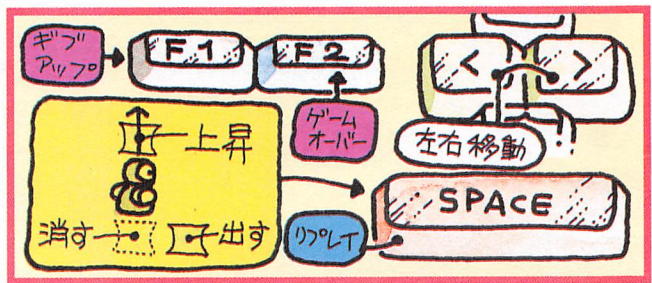 ギブ
アップ
F1
F2
<
>
ゲーム
オーバー
左右移動
上昇
消す
出す
リプレイ
SPACE